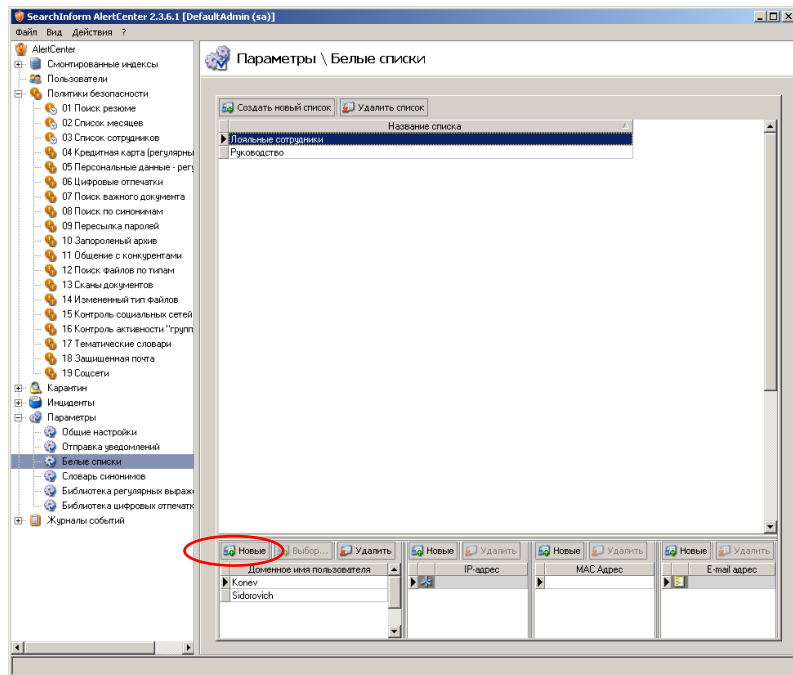 SearchInform AlertCenter 2.3.6.1 [DefaultAdmin (sa)]
Файл Вид Действия ?
AlertCenter
Смонтированные индексы
Пользователи
Политики безопасности
01 Поиск резюме
02 Список месяцев
03 Список сотрудников
04 Кредитная карта (регулярны
05 Персональные данные - регу
06 Цифровые отпечатки
07 Поиск важного документа
08 Поиск по синонимам
09 Пересылка паролей
10 Запороленый архив
11 Общение с конкурентами
12 Поиск файлов по типам
13 Сканы документов
14 Измененный тип файлов
15 Контроль социальных сетей
16 Контроль активности "групп
17 Тематические словари
18 Защищенная почта
19 Соцсети
Карантин
Инциденты
Параметры
Общие настройки
Отправка уведомлений
Белые списки
Словарь синонимов
Библиотека регулярных выраже
Библиотека цифровых отпечатк
Журналы событий
Параметры \ Белые списки
Создать новый список Удалить список
Название списка
Лояльные сотрудники
Руководство
Новые Выбор... Удалить Новые Удалить Новые Удалить Новые Удалить
Доменное имя пользователя IP-адрес MAC Адрес E-mail адрес
Konev
Sidorovich